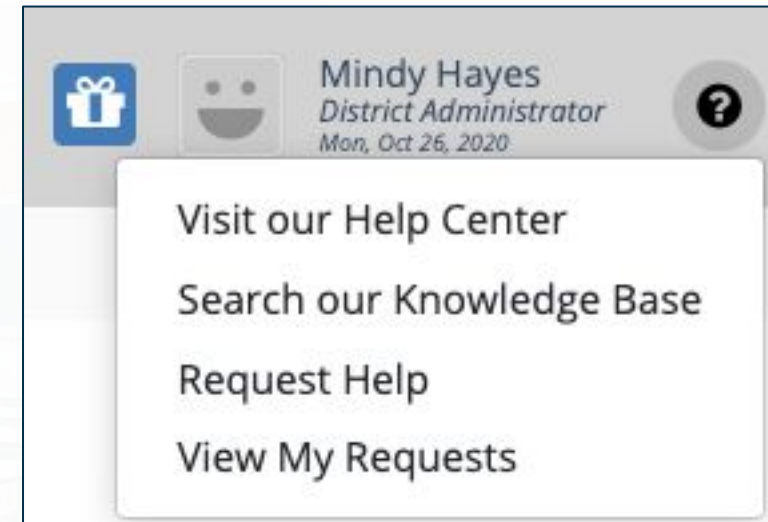 Mindy Hayes
District Administrator
Mon, Oct 26, 2020
Visit our Help Center
Search our Knowledge Base
Request Help
View My Requests